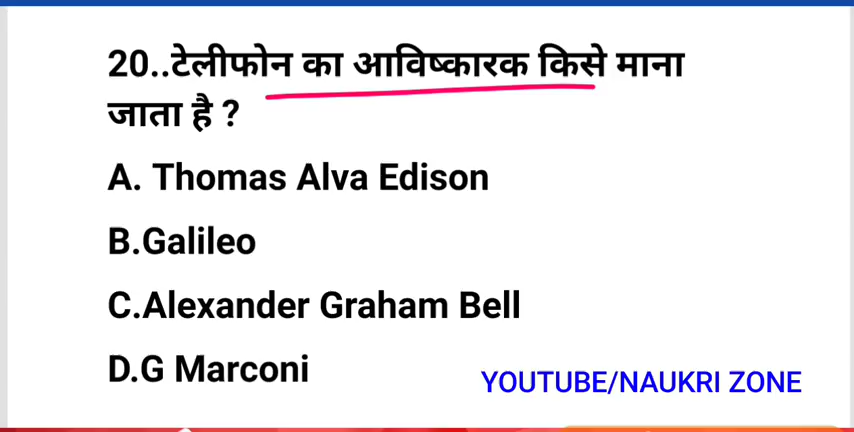 20..टेलीफोन का आविष्कारक किसे माना
जाता है ?
A. Thomas Alva Edison
B.Galileo
C.Alexander Graham Bell
D.G Marconi
YOUTUBE/NAUKRI ZONE